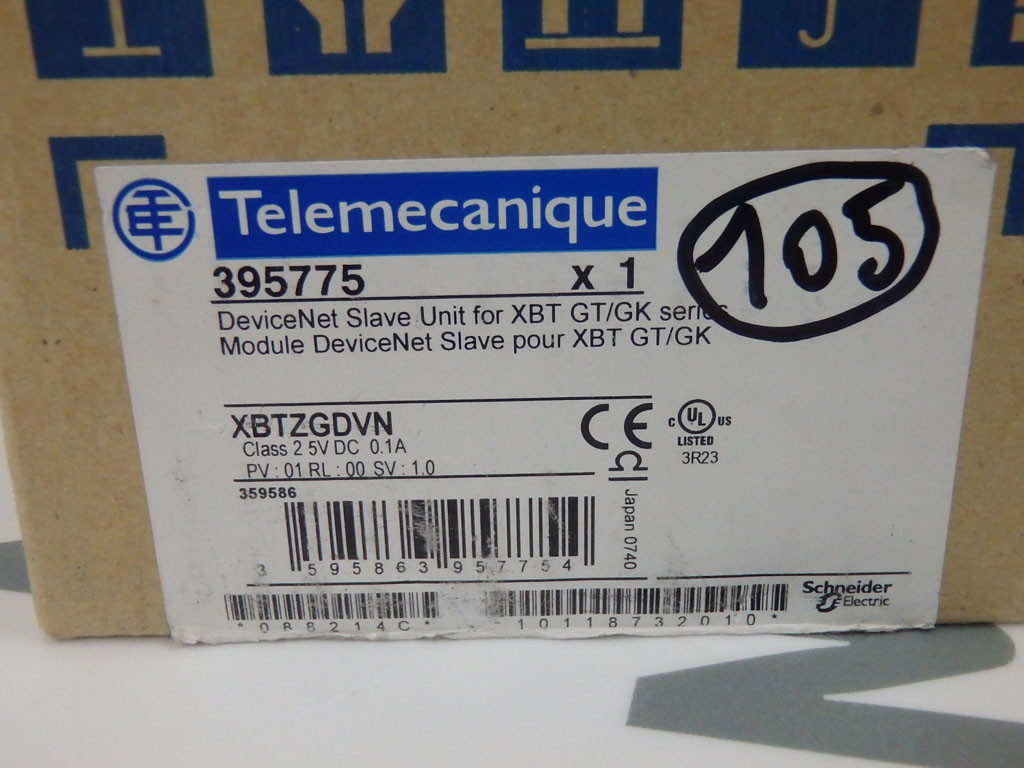 Telemecanique
105
395775 x 1
DeviceNet Slave Unit for XBT GT/GK series
Module DeviceNet Slave pour XBT GT/GK
XBTZGDVN
Class 2 5V DC 0.1A
PV : 01 RL : 00 SV : 1.0
CE
C UL US
LISTED
3R23
359586
3 595863 957754
Japan 0740
Schneider
Electric
*088214C*
*10118732010*